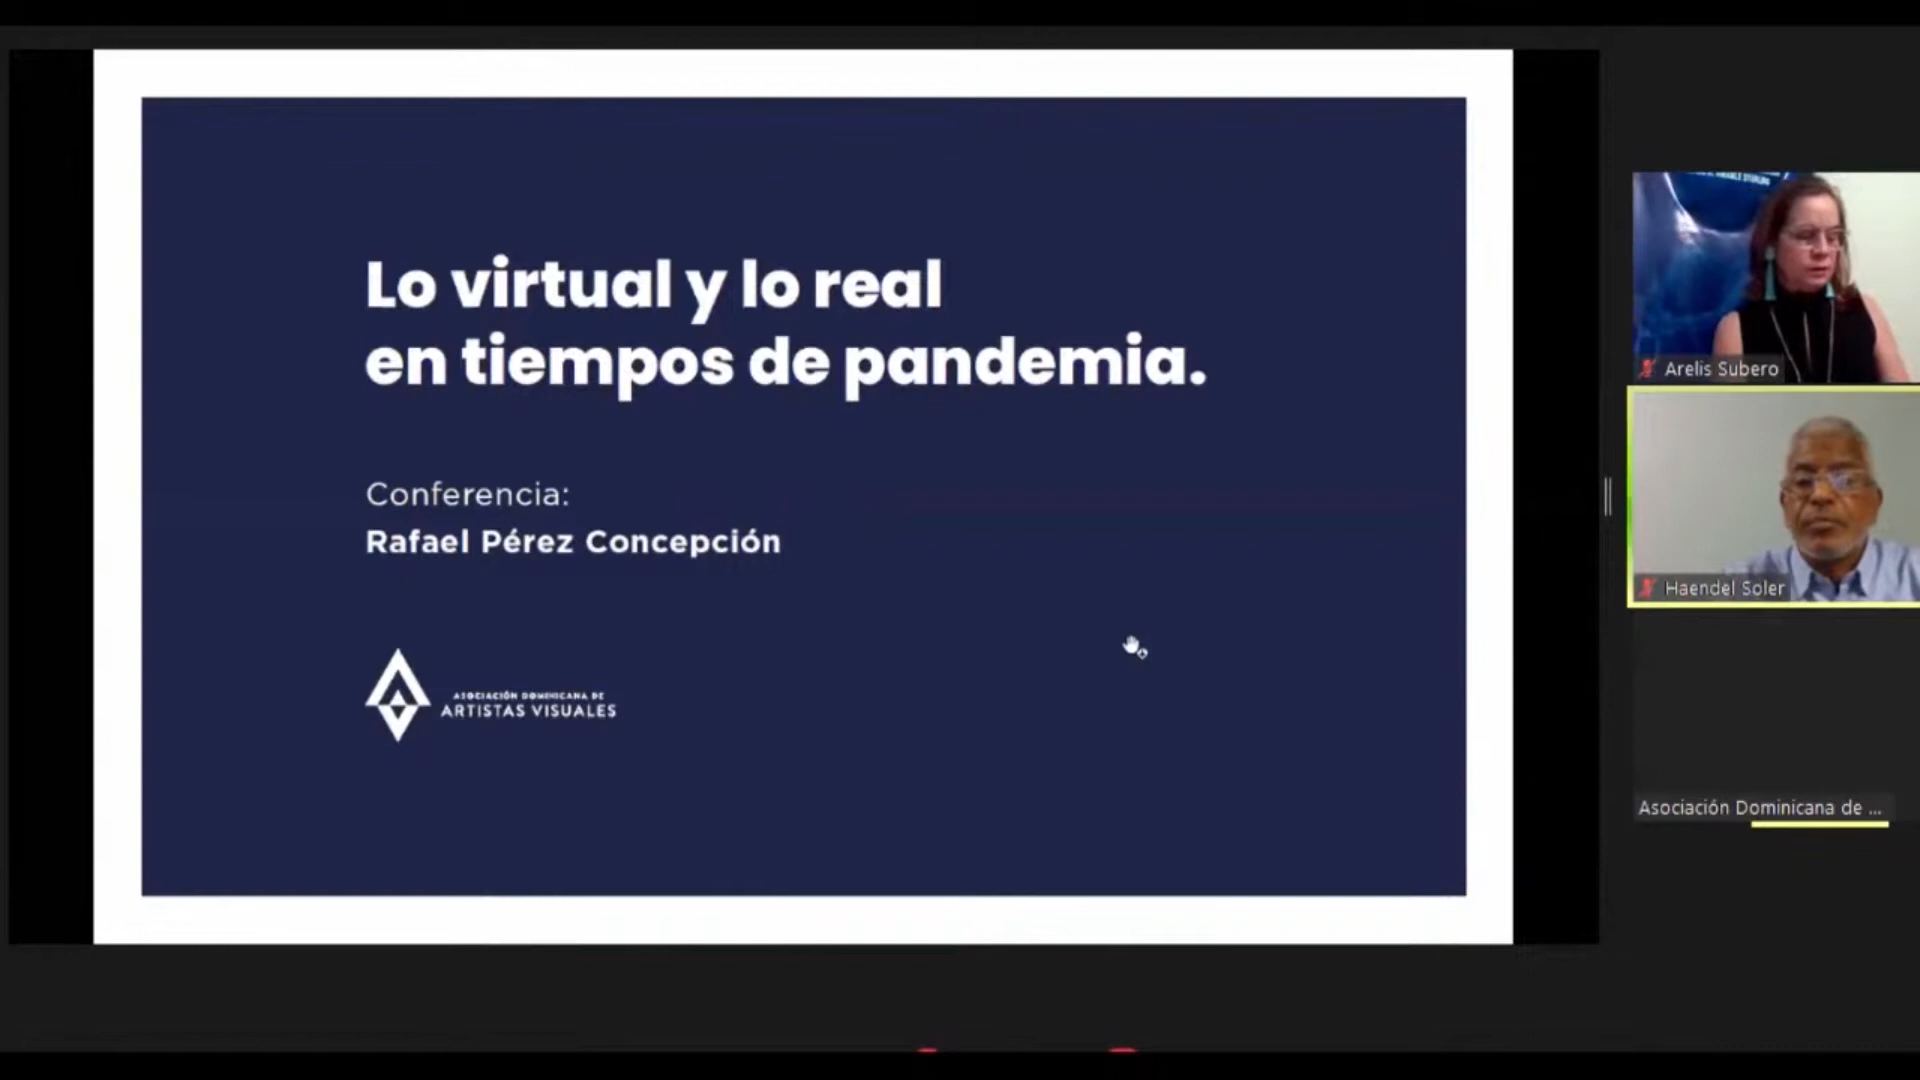 Lo virtual y lo real
en tiempos de pandemia.
Conferencia:
Rafael Pérez Concepción
ASOCIACIÓN DOMINICANA DE
ARTISTAS VISUALES
Arelis Subero
Haendel Soler
Asociación Dominicana de ...